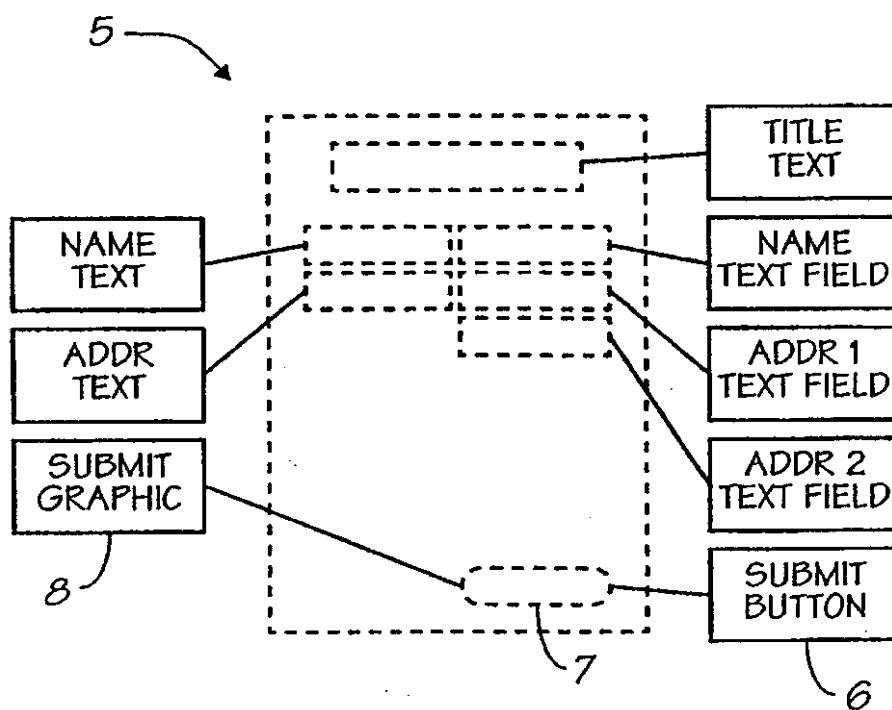 5
TITLE
TEXT
NAME
TEXT
NAME
TEXT FIELD
ADDR
TEXT
ADDR 1
TEXT FIELD
SUBMIT
GRAPHIC
ADDR 2
TEXT FIELD
8
SUBMIT
BUTTON
7
6